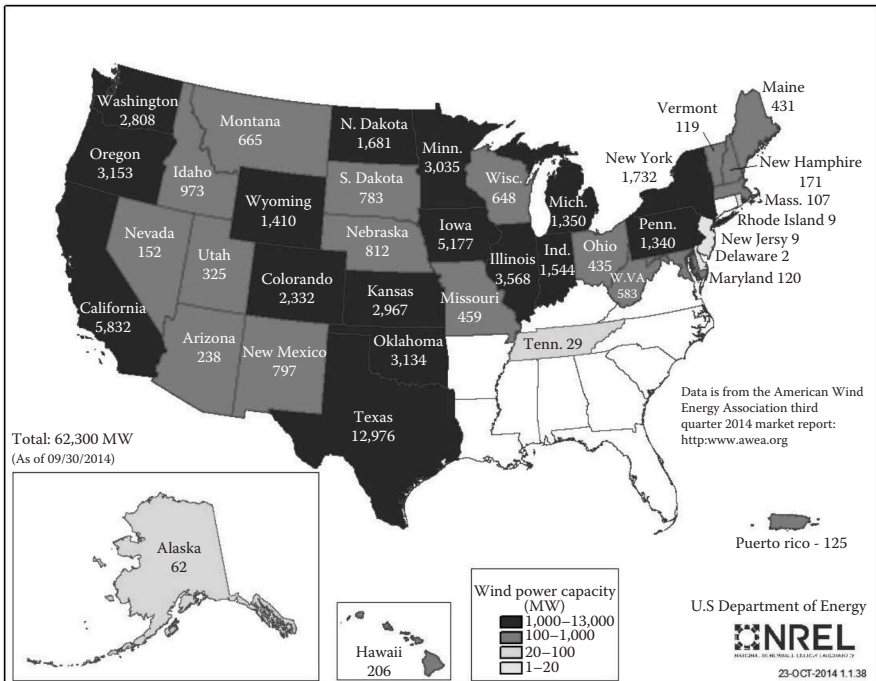 Washington
2,808
Oregon
3,153
California
5,832
Idaho
973
Nevada
152
Montana
665
Wyoming
1,410
Utah
325
Colorando
2,332
Arizona
238
New Mexico
797
N. Dakota
1,681
S. Dakota
783
Nebraska
812
Kansas
2,967
Oklahoma
3,134
Texas
12,976
Minn.
3,035
Iowa
5,177
Missouri
459
Wisc.
648
Illinois
3,568
Mich.
1,350
Ind.
1,544
Ohio
435
W.VA
583
Tenn. 29
Penn.
1,340
New York
1,732
Vermont
119
Maine
431
New Hamphire
171
Mass. 107
Rhode Island 9
New Jersy 9
Delaware 2
Maryland 120
Data is from the American Wind
Energy Association third
quarter 2014 market report:
http:www.awea.org
Total: 62,300 MW
(As of 09/30/2014)
Alaska
62
Hawaii
206
Puerto rico - 125
Wind power capacity
(MW)
1,000–13,000
100–1,000
20–100
1–20
U.S Department of Energy
NREL
23-OCT-2014 1.1.38